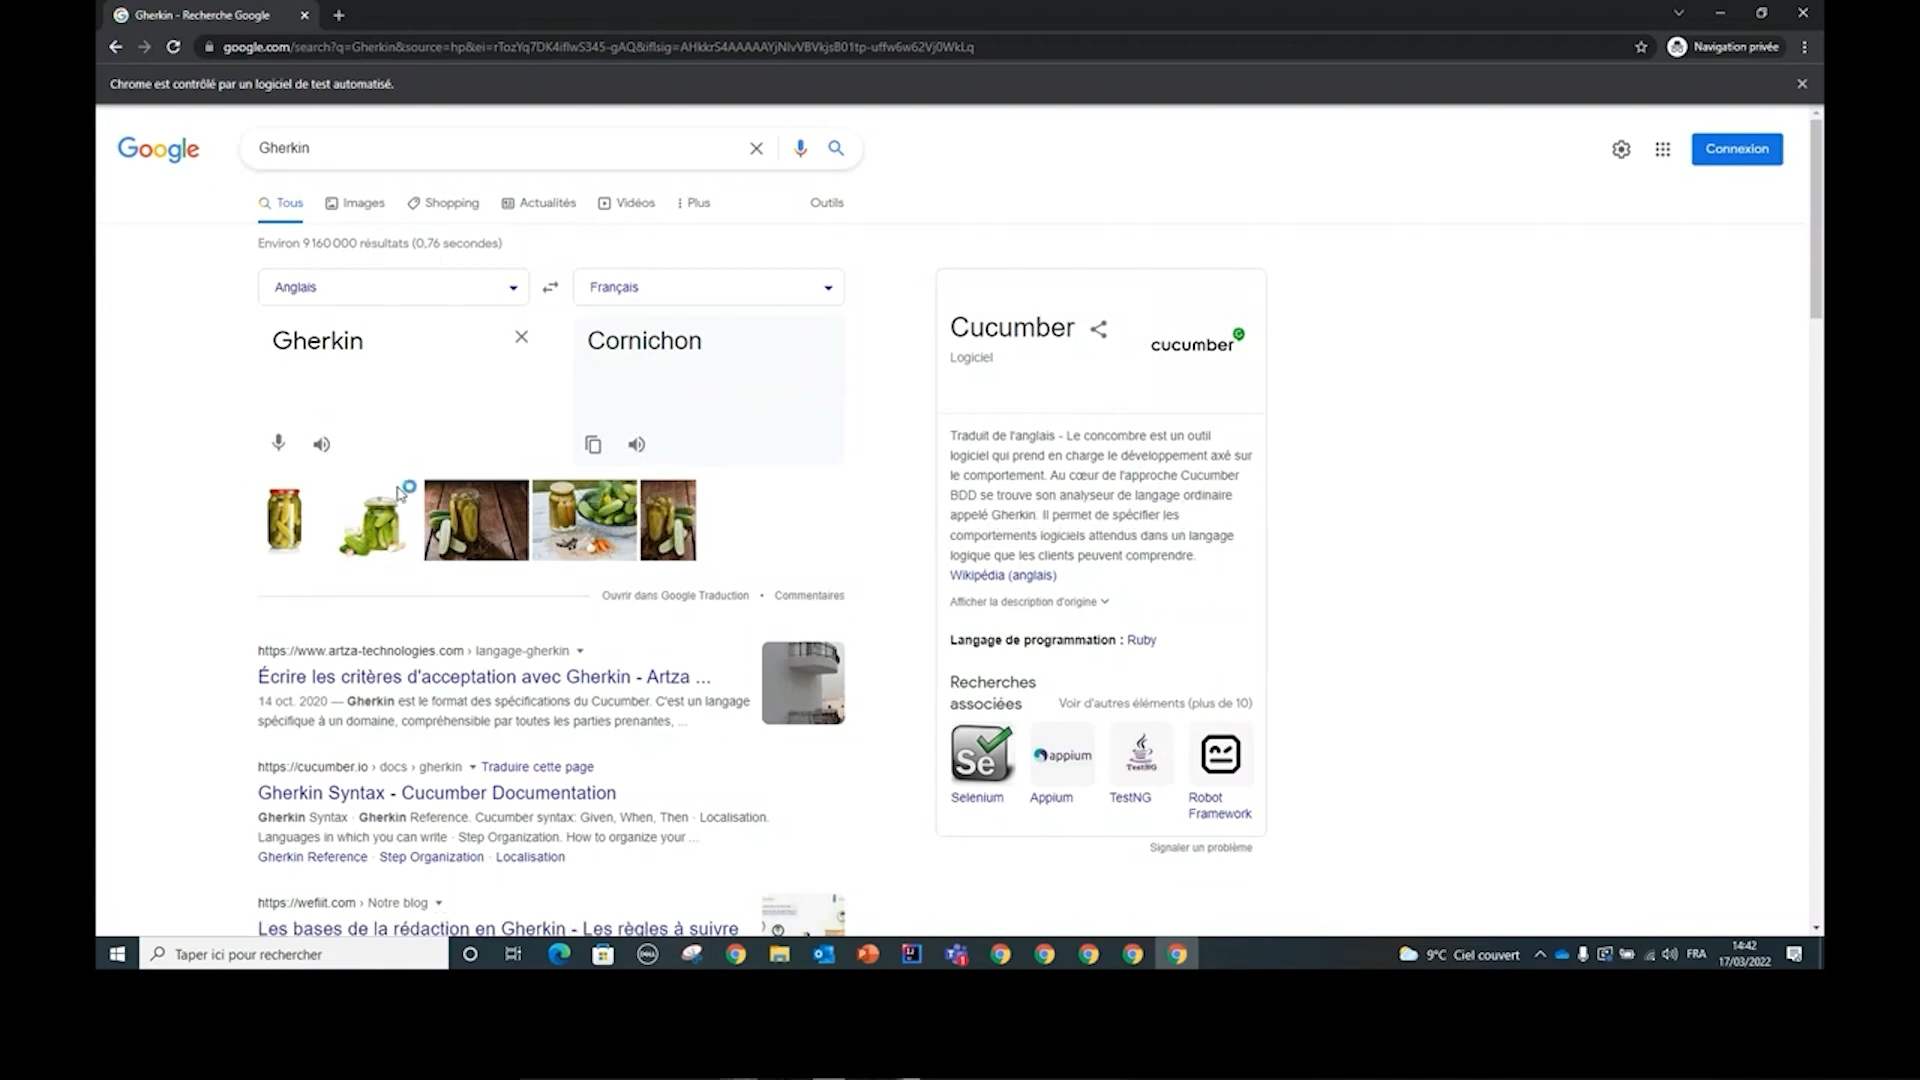 Gherkin - Recherche Google
google.com/search?q=Gherkin&source=hp&ei=rTozYq7DK4iflwS345-gAQ&iflsig=AHkkrS4AAAAAYjNIvVBVkjsB01tp-uffw6w62Vj0WkLq
Navigation privée
Chrome est contrôlé par un logiciel de test automatisé.
Google
Gherkin
Connexion
Tous Images Shopping Actualités Vidéos Plus Outils
Environ 9 160 000 résultats (0,76 secondes)
Anglais
Français
Gherkin
Cornichon
Ouvrir dans Google Traduction • Commentaires
https://www.artza-technologies.com › langage-gherkin
Écrire les critères d'acceptation avec Gherkin - Artza ...
14 oct. 2020 — Gherkin est le format des spécifications du Cucumber. C'est un langage
spécifique à un domaine, compréhensible par toutes les parties prenantes, ...
https://cucumber.io › docs › gherkin Traduire cette page
Gherkin Syntax - Cucumber Documentation
Gherkin Syntax · Gherkin Reference. Cucumber syntax: Given, When, Then · Localisation.
Languages in which you can write · Step Organization. How to organize your ...
Gherkin Reference · Step Organization · Localisation
https://wefiit.com › Notre blog
Les bases de la rédaction en Gherkin - Les règles à suivre
Cucumber
Logiciel
cucumber
Traduit de l'anglais - Le concombre est un outil
logiciel qui prend en charge le développement axé sur
le comportement. Au cœur de l'approche Cucumber
BDD se trouve son analyseur de langage ordinaire
appelé Gherkin. Il permet de spécifier les
comportements logiciels attendus dans un langage
logique que les clients peuvent comprendre.
Wikipédia (anglais)
Afficher la description d'origine
Langage de programmation : Ruby
Recherches
associées
Voir d'autres éléments (plus de 10)
Se
appium
TestNG
Selenium
Appium
TestNG
Robot
Framework
Signaler un problème
Taper ici pour rechercher
DELL
9°C Ciel couvert
FRA
14:42
17/03/2022